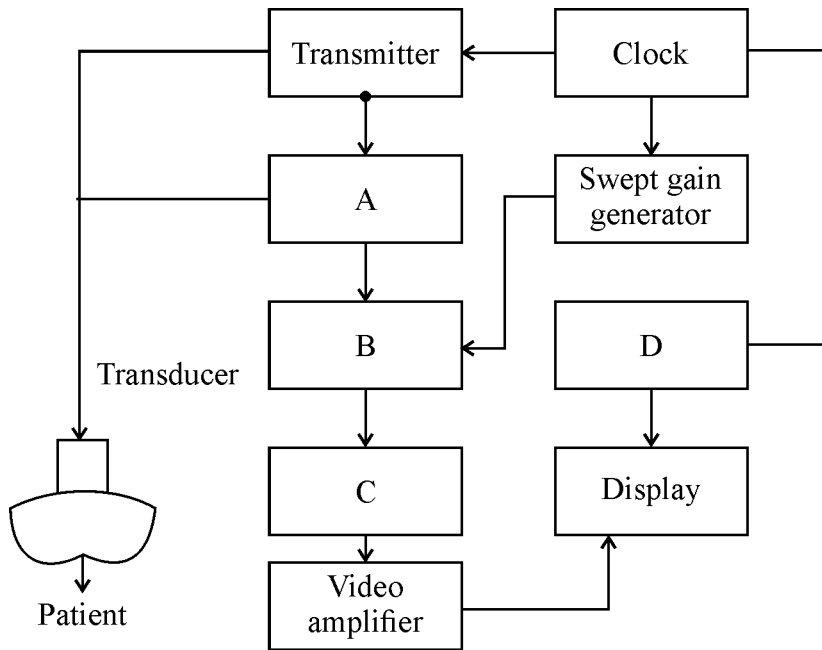 Transmitter
Clock
A
Swept gain
generator
B
D
Transducer
C
Display
Video
amplifier
Patient